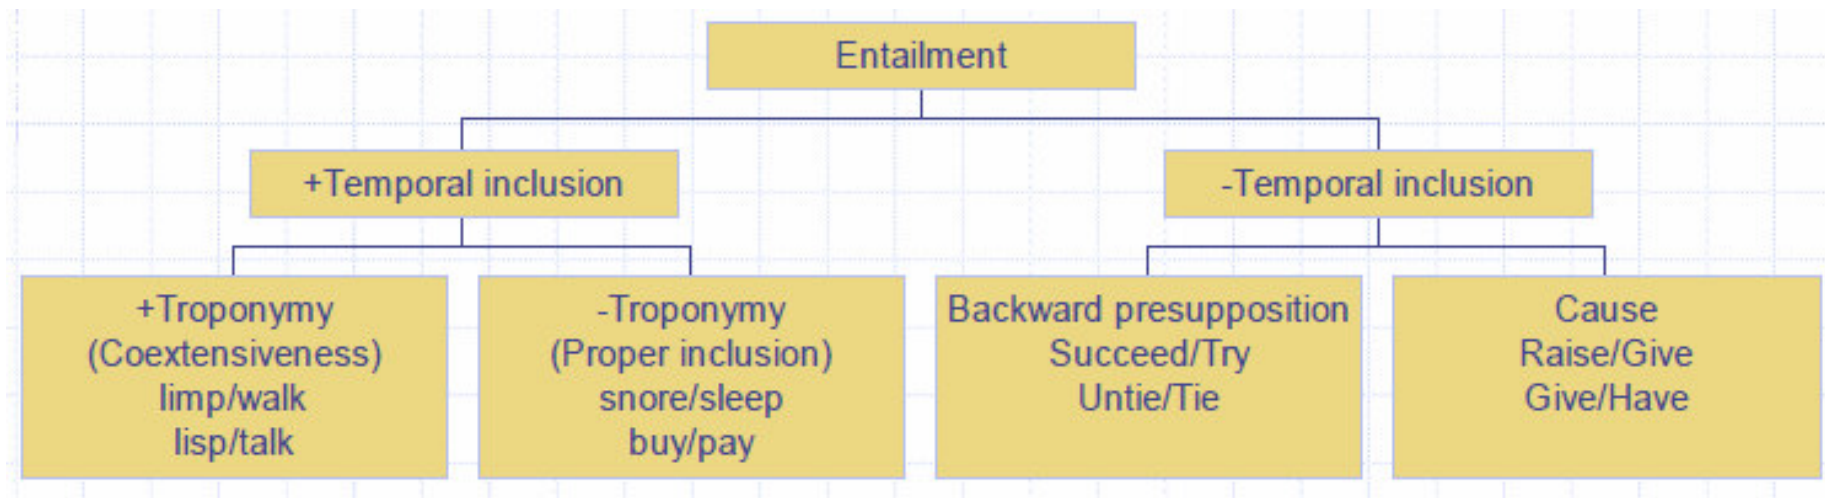 Entailment
+Temporal inclusion
-Temporal inclusion
+Troponymy
(Coextensiveness)
limp/walk
lisp/talk
-Troponymy
(Proper inclusion)
snore/sleep
buy/pay
Backward presupposition
Succeed/Try
Untie/Tie
Cause
Raise/Give
Give/Have